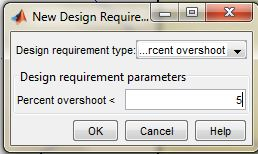 New Design Require...
Design requirement type: ...rcent overshoot
Design requirement parameters
Percent overshoot < 5
OK Cancel Help